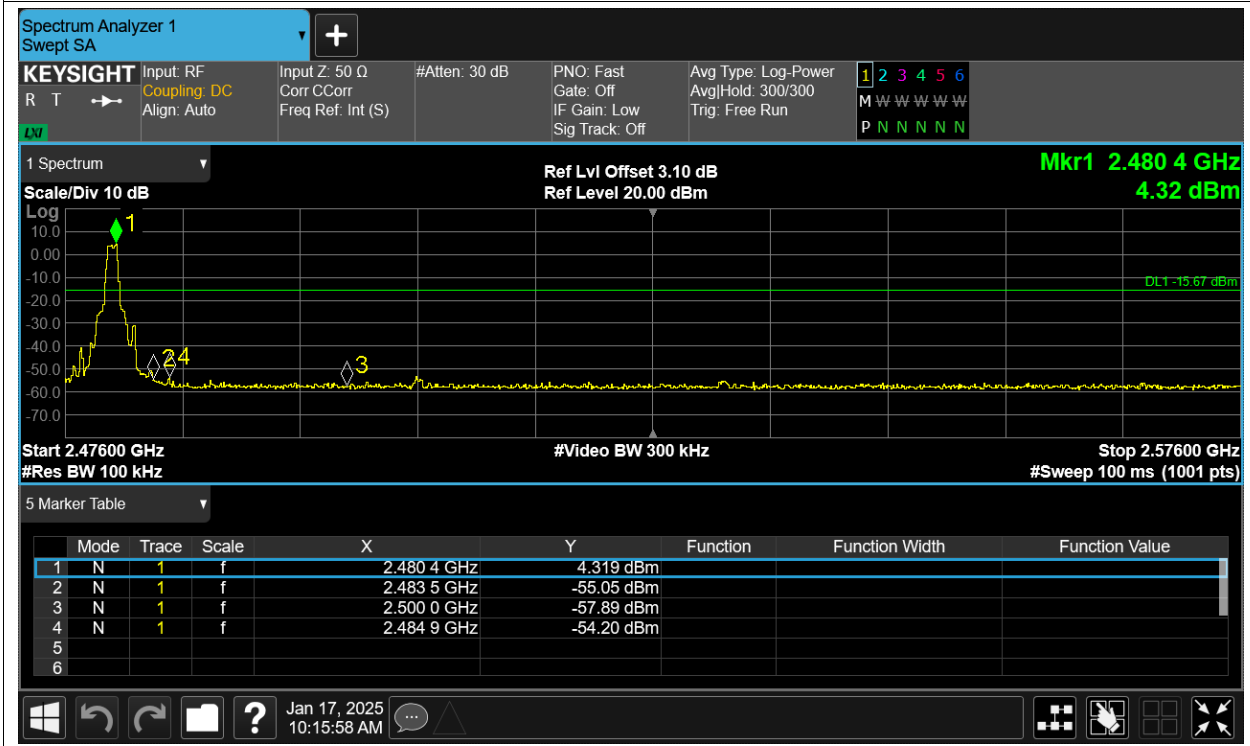 Spectrum Analyzer 1
Swept SA
+
KEYSIGHT Input: RF Input Z: 50 Ω #Atten: 30 dB PNO: Fast Avg Type: Log-Power 1 2 3 4 5 6
R T Coupling: DC Corr CCorr Gate: Off Avg|Hold: 300/300 M W W W W W
Align: Auto Freq Ref: Int (S) IF Gain: Low Trig: Free Run
LXI Sig Track: Off P N N N N N
1 Spectrum Ref Lvl Offset 3.10 dB Mkr1 2.480 4 GHz
Scale/Div 10 dB Ref Level 20.00 dBm 4.32 dBm
Log
1
10.0
0.00
-10.0
DL1 -15.67 dBm
-20.0
-30.0
-40.0
2 4
3
-50.0
-60.0
-70.0
Start 2.47600 GHz #Video BW 300 kHz Stop 2.57600 GHz
#Res BW 100 kHz #Sweep 100 ms (1001 pts)
5 Marker Table
Mode Trace Scale X Y Function Function Width Function Value
1 N 1 f 2.480 4 GHz 4.319 dBm
2 N 1 f 2.483 5 GHz -55.05 dBm
3 N 1 f 2.500 0 GHz -57.89 dBm
4 N 1 f 2.484 9 GHz -54.20 dBm
5
6
? Jan 17, 2025
10:15:58 AM